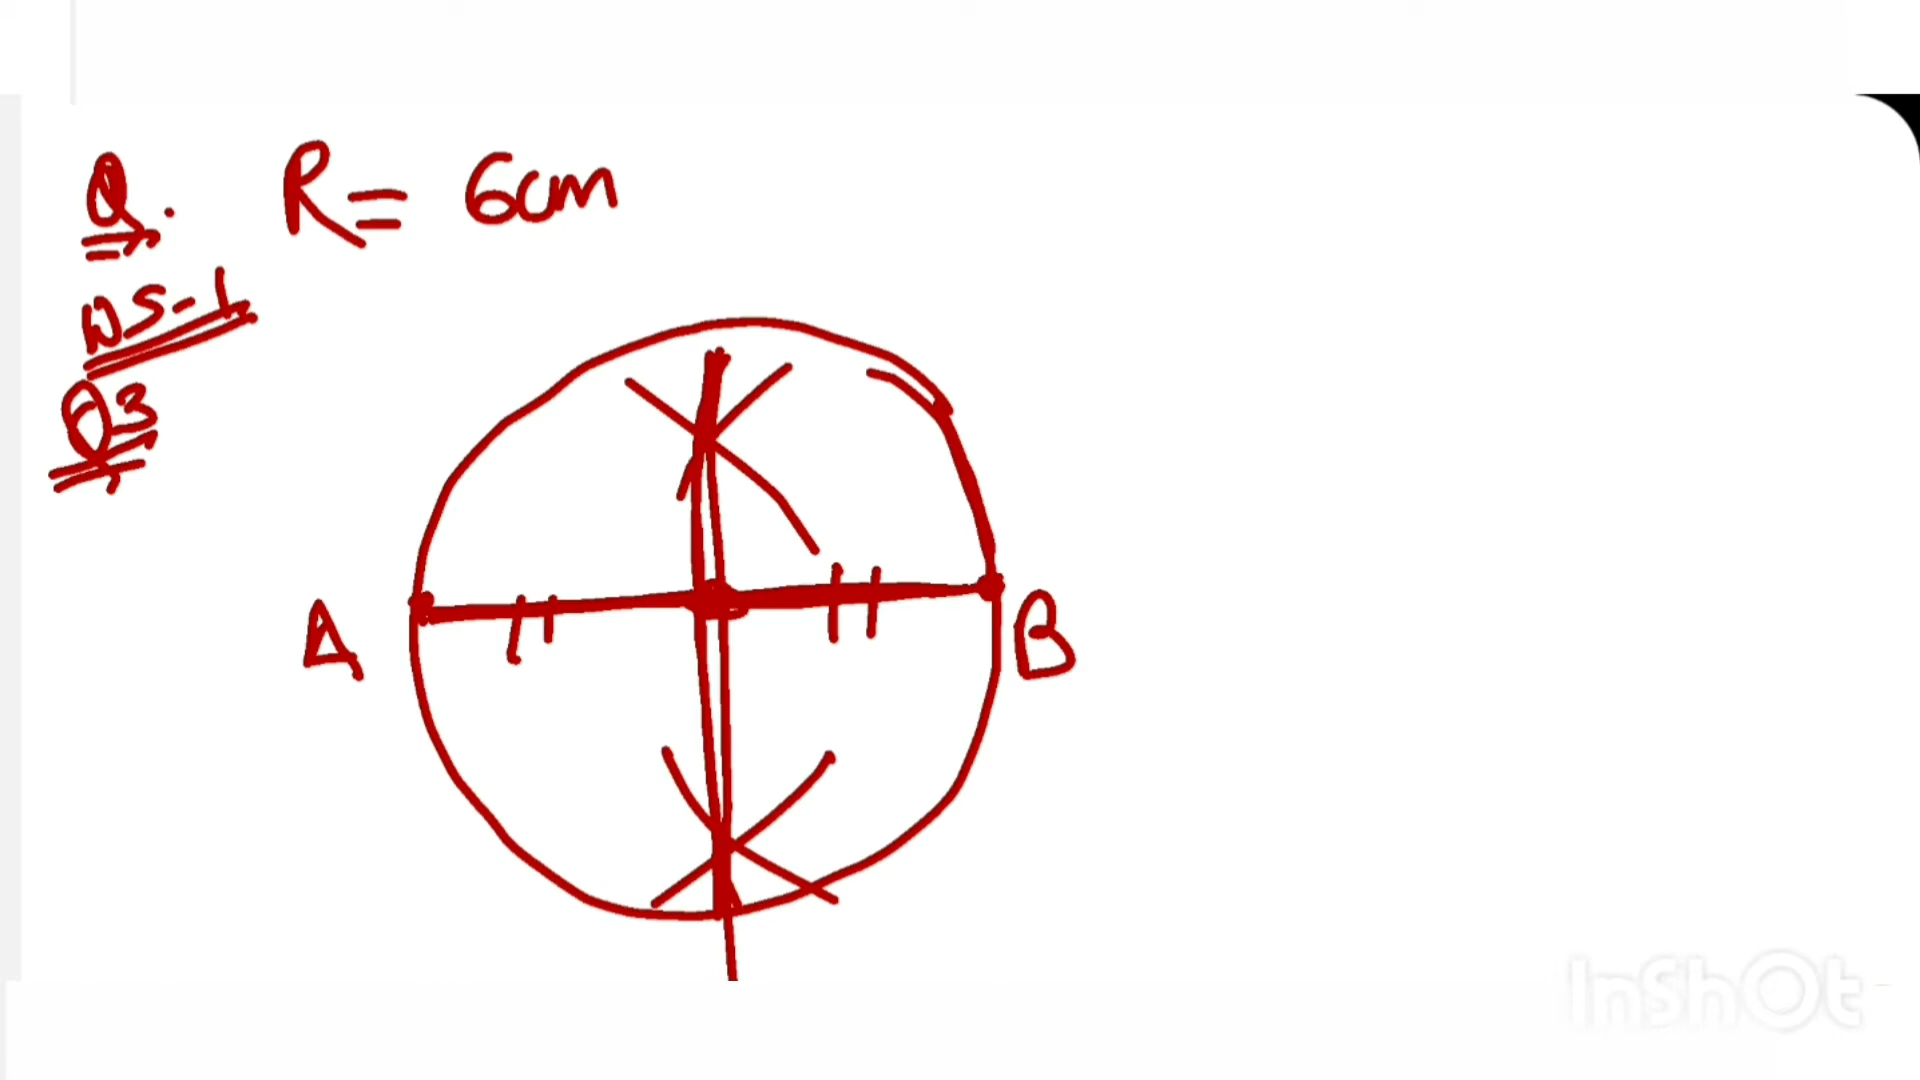 Q. R = 6cm
WS-1
Q3
A
B
InShOt